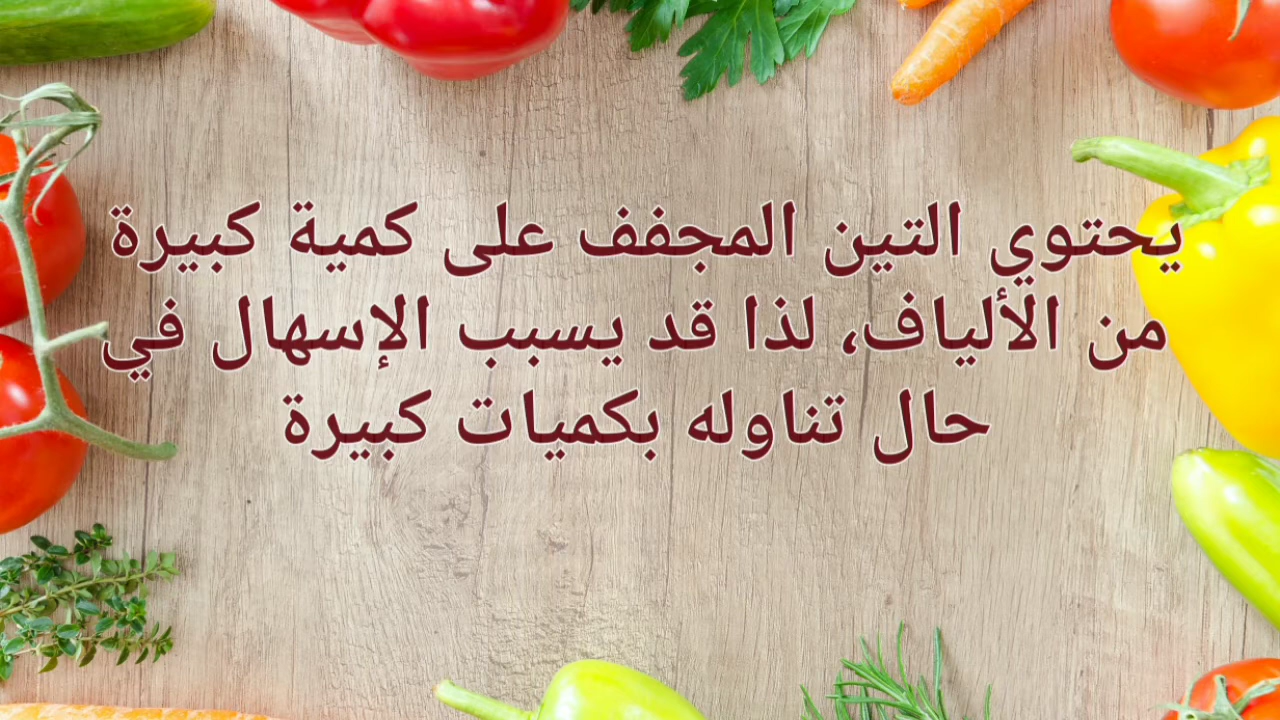 يحتوي التين المجفف على كمية كبيرة
من الألياف، لذا قد يسبب الإسهال في
حال تناوله بكميات كبيرة